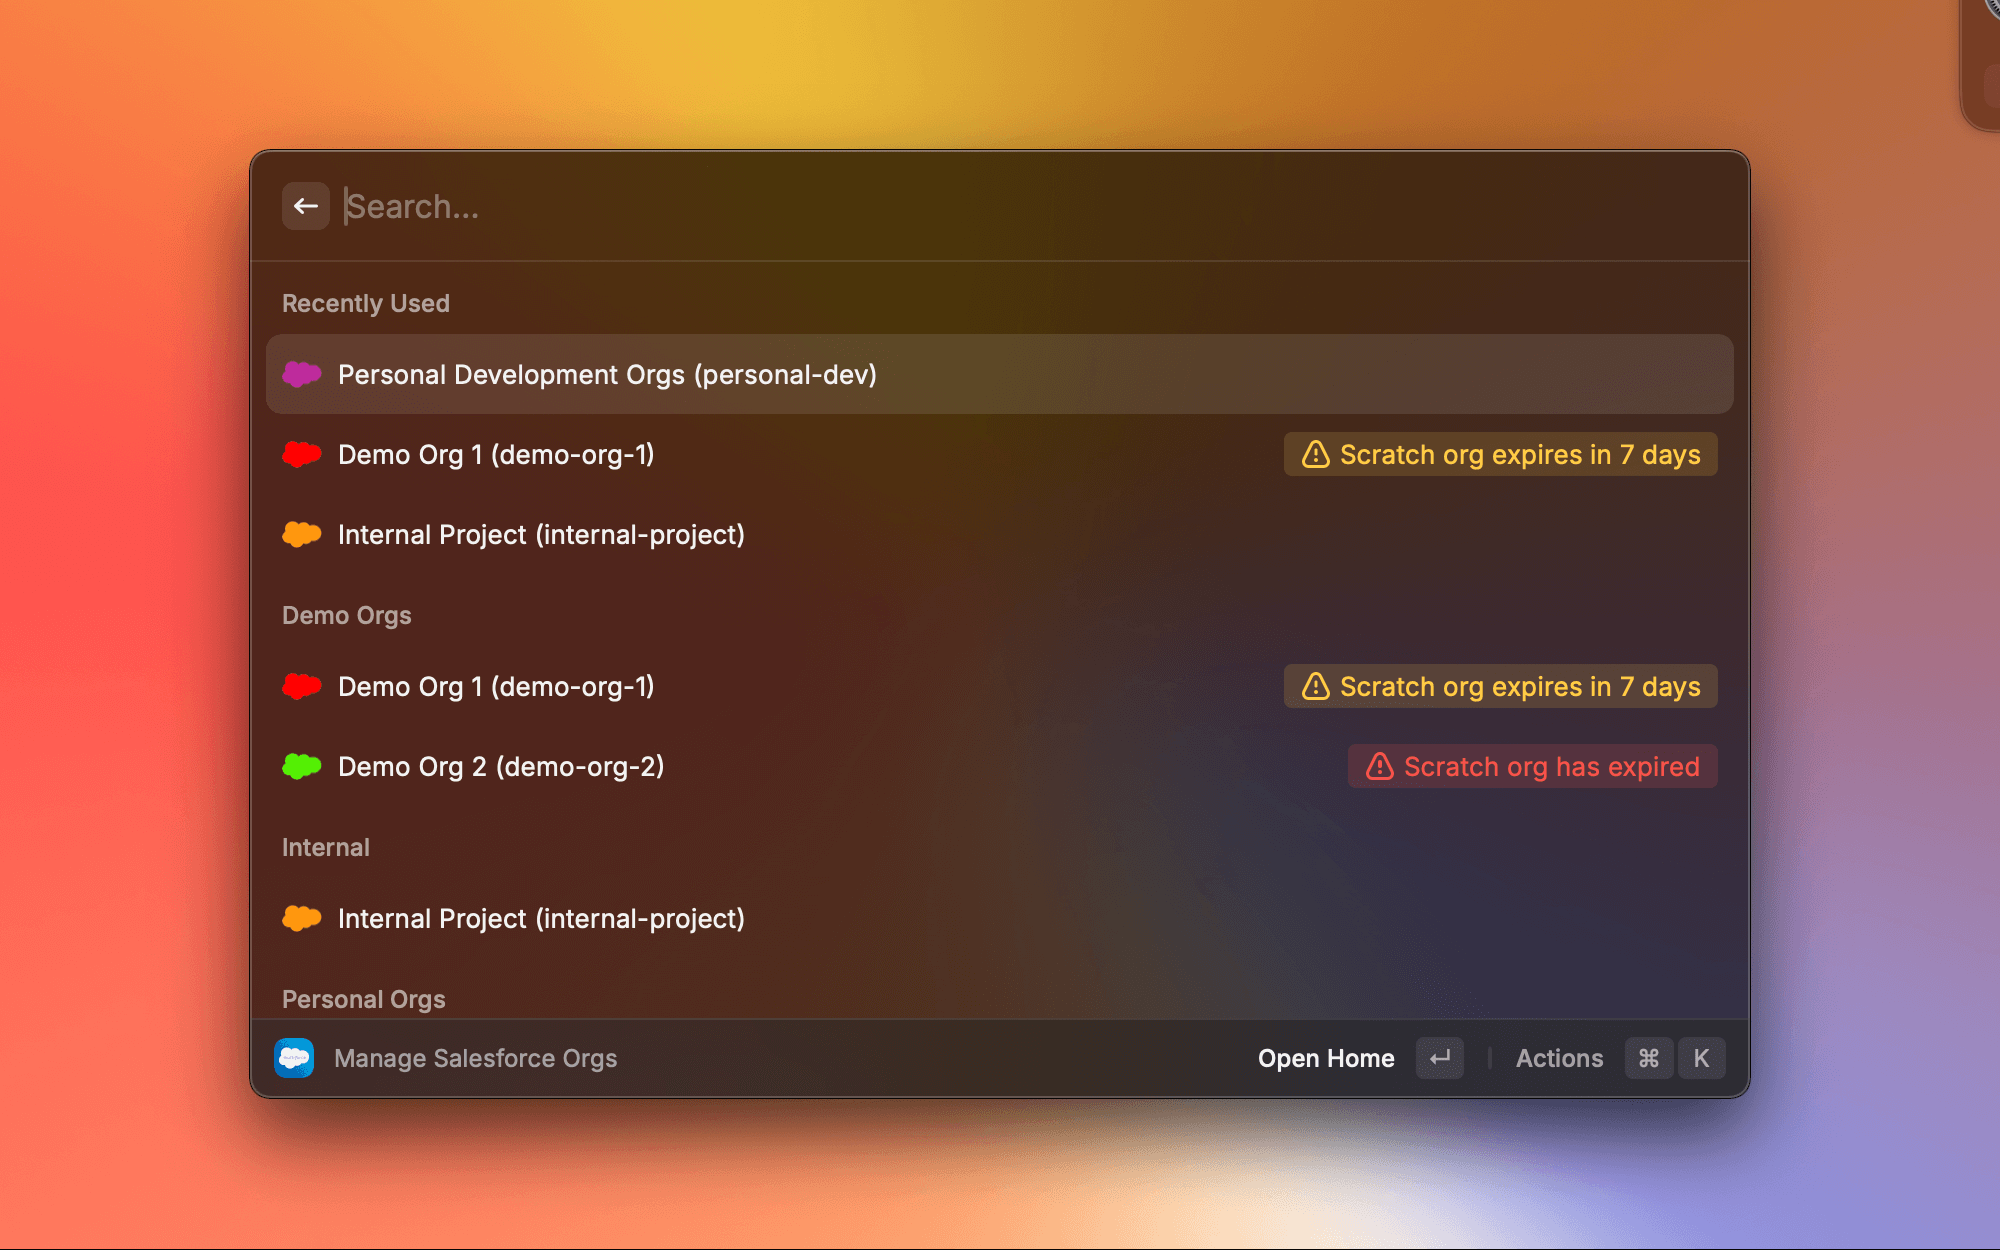 Search...
Recently Used
Personal Development Orgs (personal-dev)
Demo Org 1 (demo-org-1) Scratch org expires in 7 days
Internal Project (internal-project)
Demo Orgs
Demo Org 1 (demo-org-1) Scratch org expires in 7 days
Demo Org 2 (demo-org-2) Scratch org has expired
Internal
Internal Project (internal-project)
Personal Orgs
Manage Salesforce Orgs Open Home ↵ Actions ⌘ K